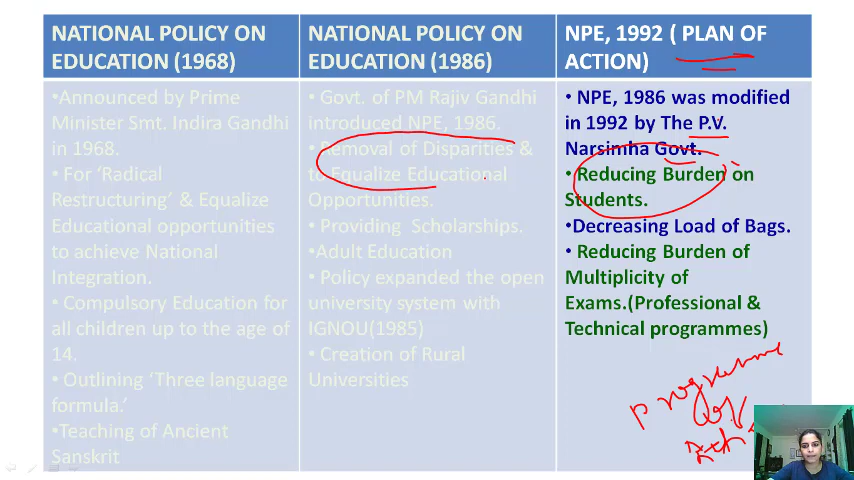 NATIONAL POLICY ON
EDUCATION (1968)
•Announced by Prime
Minister Smt. Indira Gandhi
in 1968.
• For ‘Radical
Restructuring’ & Equalize
Educational opportunities
to achieve National
Integration.
• Compulsory Education for
all children up to the age of
14.
• Outlining ‘Three language
formula.’
•Teaching of Ancient
Sanskrit
NATIONAL POLICY ON
EDUCATION (1986)
• Govt. of PM Rajiv Gandhi
introduced NPE, 1986.
•Removal of Disparities &
to Equalize Educational
Opportunities.
• Providing Scholarships.
•Adult Education
• Policy expanded the open
university system with
IGNOU(1985)
• Creation of Rural
Universities
NPE, 1992 ( PLAN OF
ACTION)
• NPE, 1986 was modified
in 1992 by The P.V.
Narsimha Govt.
• Reducing Burden on
Students.
•Decreasing Load of Bags.
• Reducing Burden of
Multiplicity of
Exams.(Professional &
Technical programmes)
programme
of